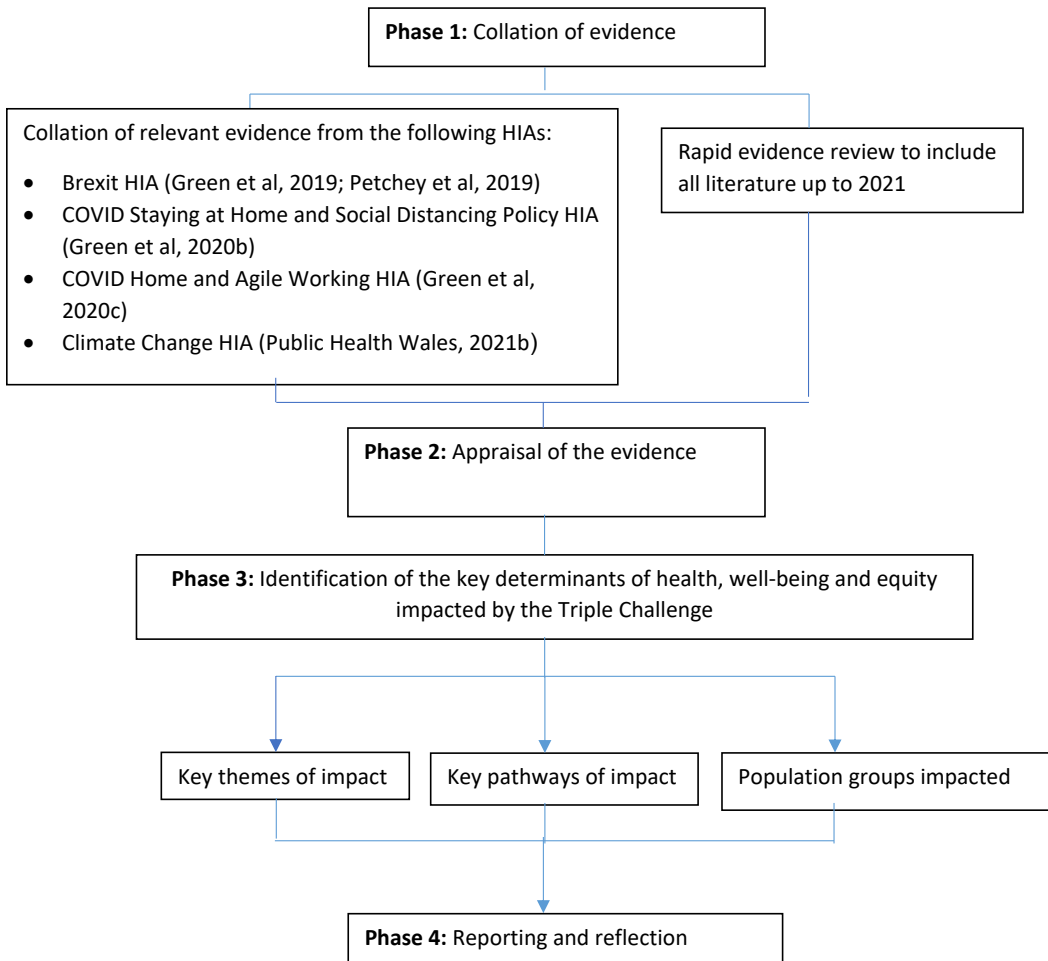 Phase 1: Collation of evidence
Collation of relevant evidence from the following HIAs:
• Brexit HIA (Green et al, 2019; Petchey et al, 2019)
• COVID Staying at Home and Social Distancing Policy HIA
(Green et al, 2020b)
• COVID Home and Agile Working HIA (Green et al,
2020c)
• Climate Change HIA (Public Health Wales, 2021b)
Rapid evidence review to include
all literature up to 2021
Phase 2: Appraisal of the evidence
Phase 3: Identification of the key determinants of health, well-being and equity
impacted by the Triple Challenge
Key themes of impact
Key pathways of impact
Population groups impacted
Phase 4: Reporting and reflection